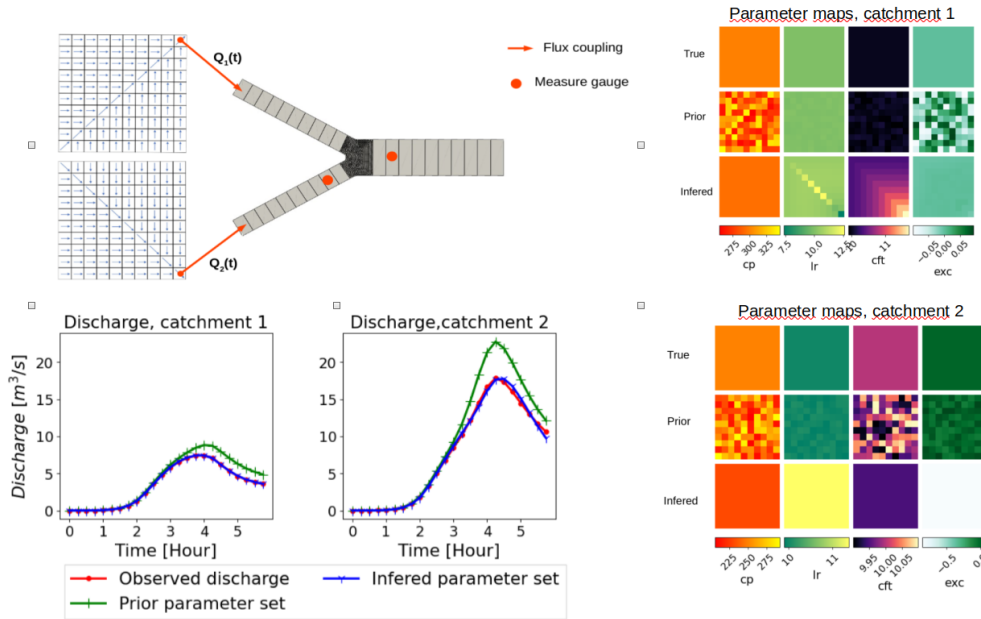 Q1(t)
Q2(t)
Flux coupling
Measure gauge
Parameter maps, catchment 1
True
Prior
Infered
275 300 325
7.5 10.0 12.5
10 11
−0.05 0.00 0.05
cp lr cft exc
Discharge, catchment 1
Discharge [m³/s]
20
15
10
5
0
0 1 2 3 4 5
Time [Hour]
Discharge,catchment 2
20
15
10
5
0
0 1 2 3 4 5
Time [Hour]
Observed discharge
Infered parameter set
Prior parameter set
Parameter maps, catchment 2
True
Prior
Infered
225 250 275
10 11
9.95 10.00 10.05
−0.5
cp lr cft exc